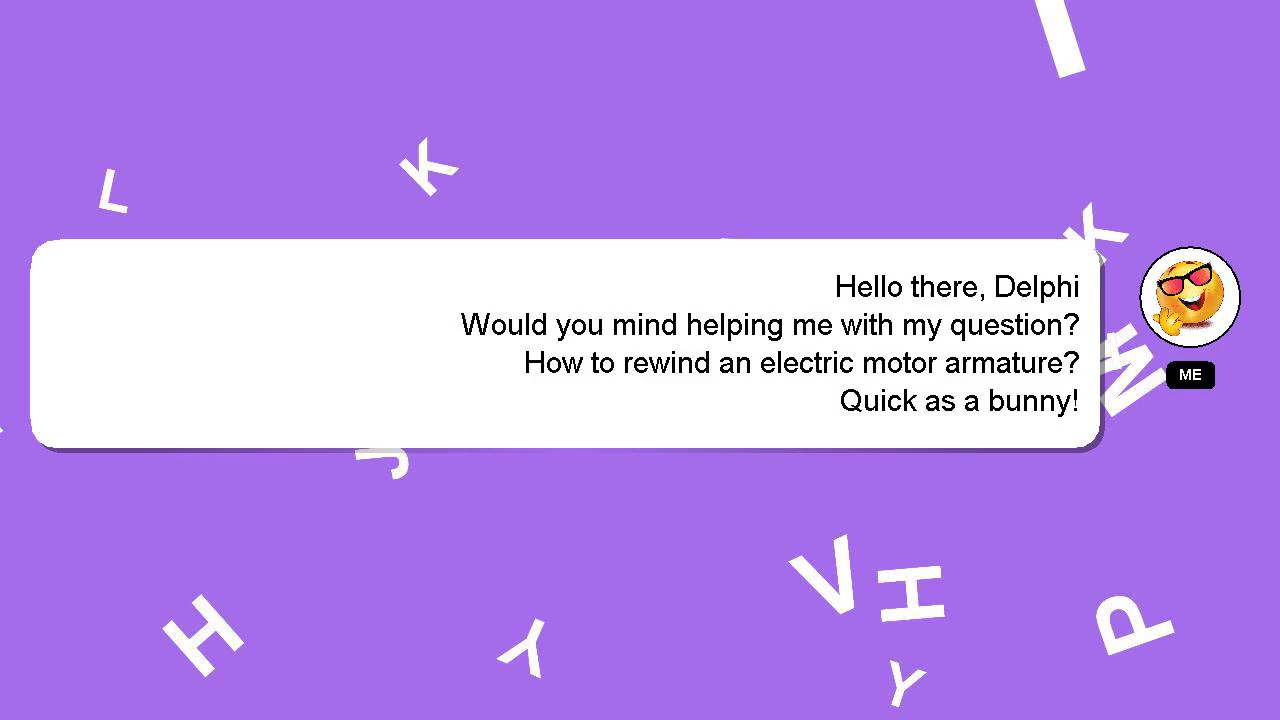 Hello there, Delphi
Would you mind helping me with my question?
How to rewind an electric motor armature?
Quick as a bunny!
ME
I
L
K
K
M
J
V
H
H
P
Y
Y